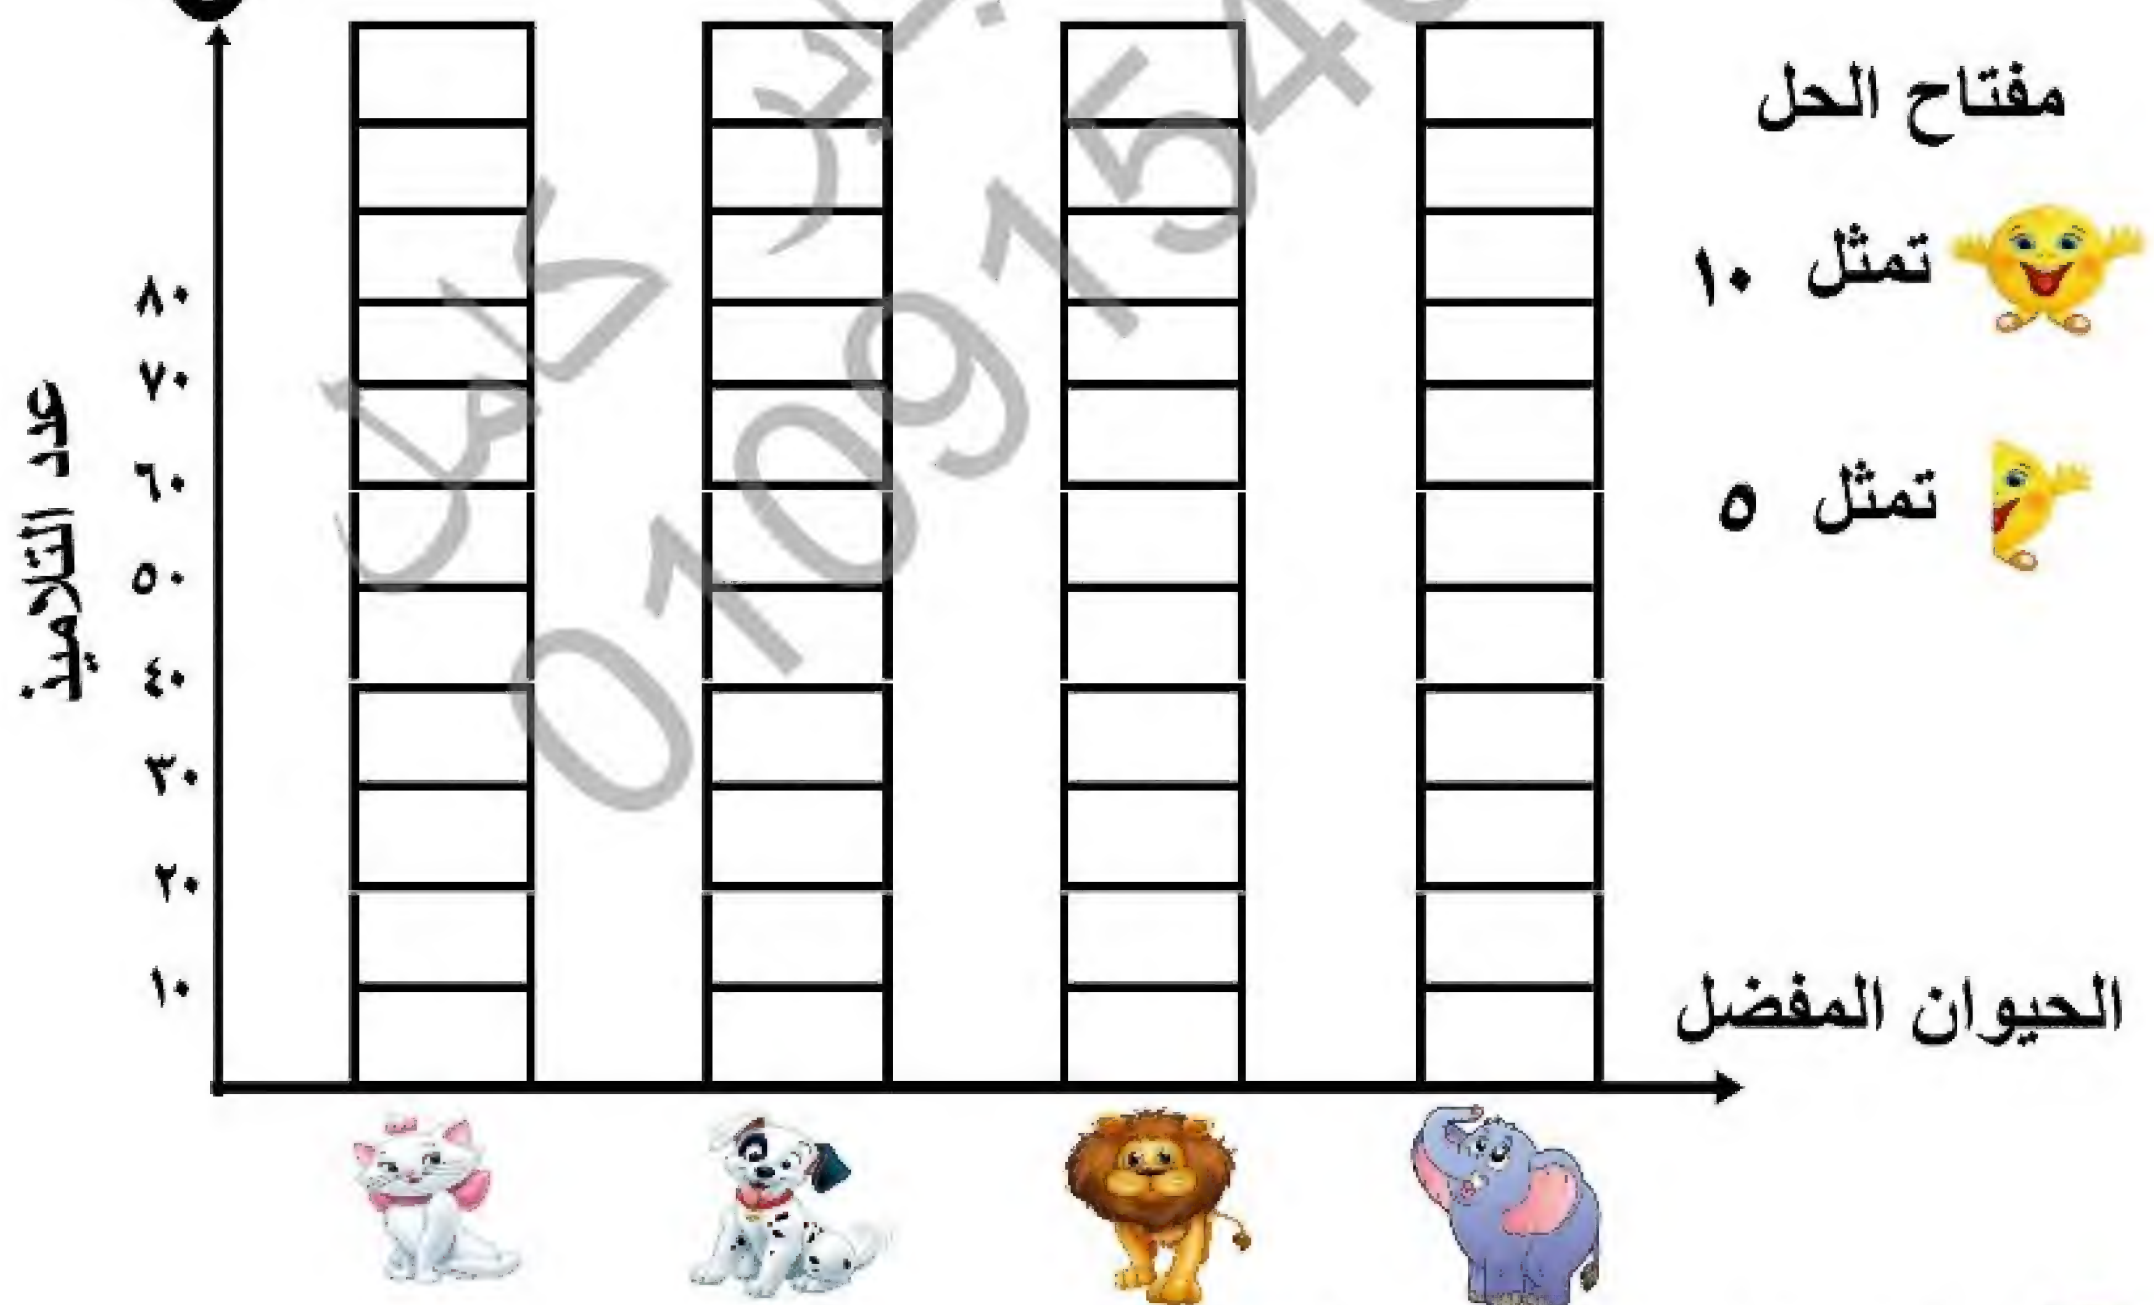 مفتاح الحل
تمثل ١٠
تمثل ٥
عدد التلاميذ
٨٠
٧٠
٦٠
٥٠
٤٠
٣٠
٢٠
١٠
الحيوان المفضل